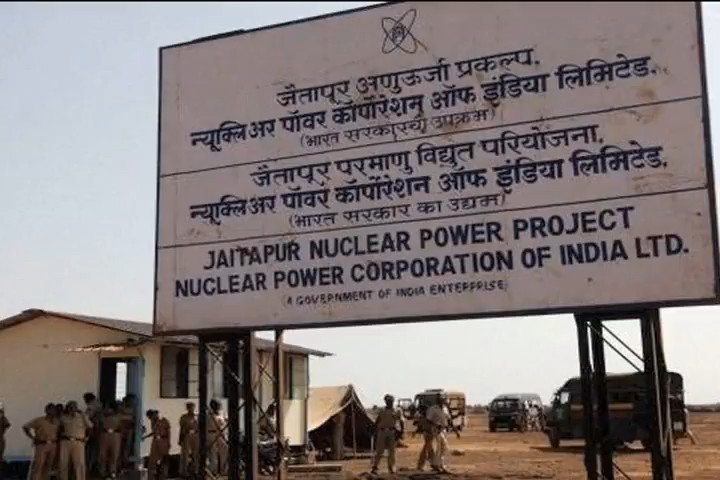 जैतापूर अणुऊर्जा प्रकल्प,
न्यूक्लिअर पॉवर कॉर्पोरेशन ऑफ इंडिया लिमिटेड.
(भारत सरकारचा उपक्रम)
जैतापूर परमाणु विद्युत परियोजना,
न्यूक्लिअर पॉवर कॉर्पोरेशन ऑफ इंडिया लिमिटेड.
(भारत सरकार का उद्यम)
JAITAPUR NUCLEAR POWER PROJECT
NUCLEAR POWER CORPORATION OF INDIA LTD.
(A GOVERNMENT OF INDIA ENTERPRISE)